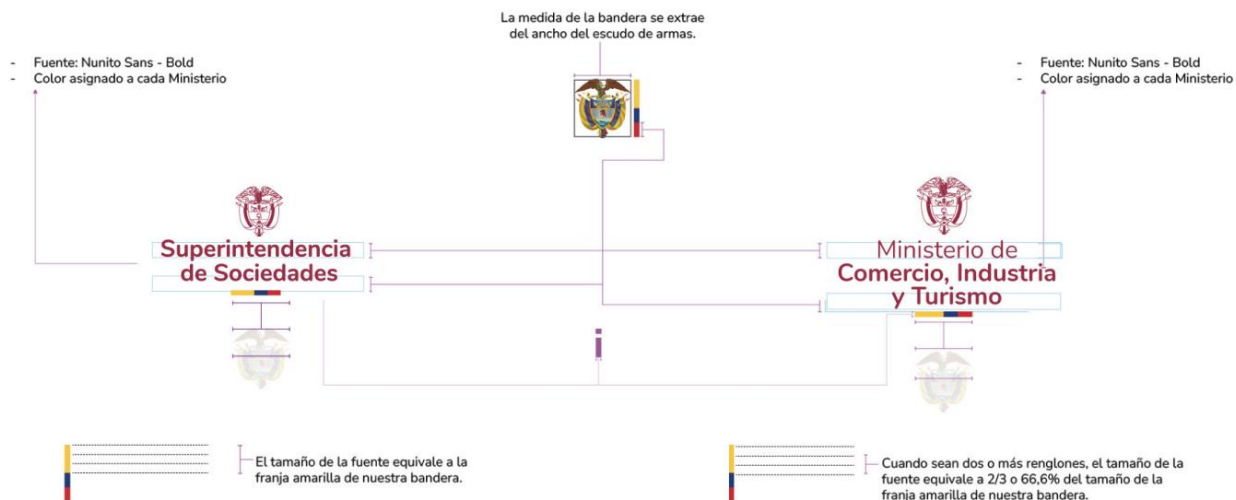 La medida de la bandera se extrae
del ancho del escudo de armas.
- Fuente: Nunito Sans - Bold
- Color asignado a cada Ministerio
- Fuente: Nunito Sans - Bold
- Color asignado a cada Ministerio
Superintendencia
de Sociedades
Ministerio de
Comercio, Industria
y Turismo
i
El tamaño de la fuente equivale a la
franja amarilla de nuestra bandera.
Cuando sean dos o más renglones, el tamaño de la
fuente equivale a 2/3 o 66,6% del tamaño de la
franja amarilla de nuestra bandera.